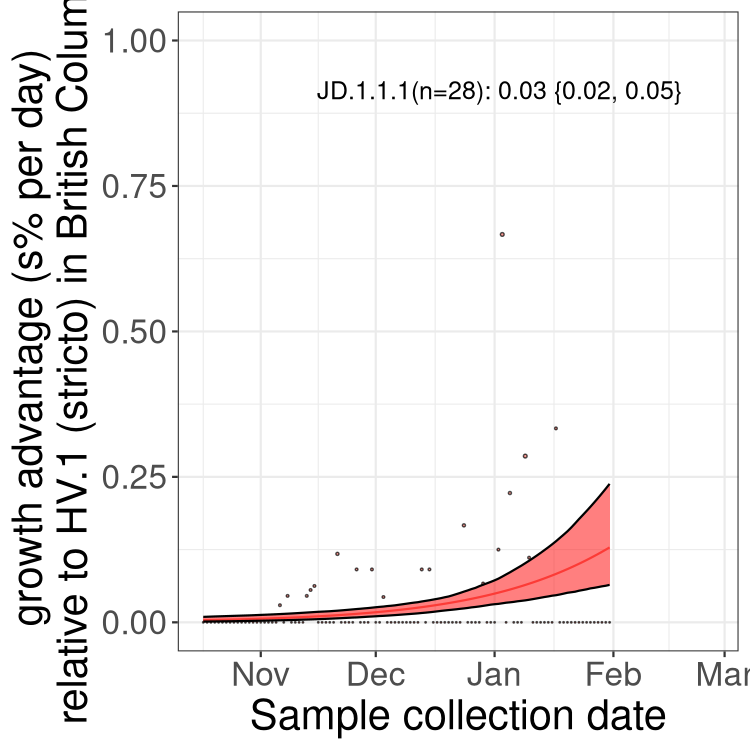 growth advantage (s% per day)
relative to HV.1 (stricto) in British Colum
1.00
0.75
0.50
0.25
0.00
JD.1.1.1(n=28): 0.03 {0.02, 0.05}
Nov Dec Jan Feb Mar
Sample collection date